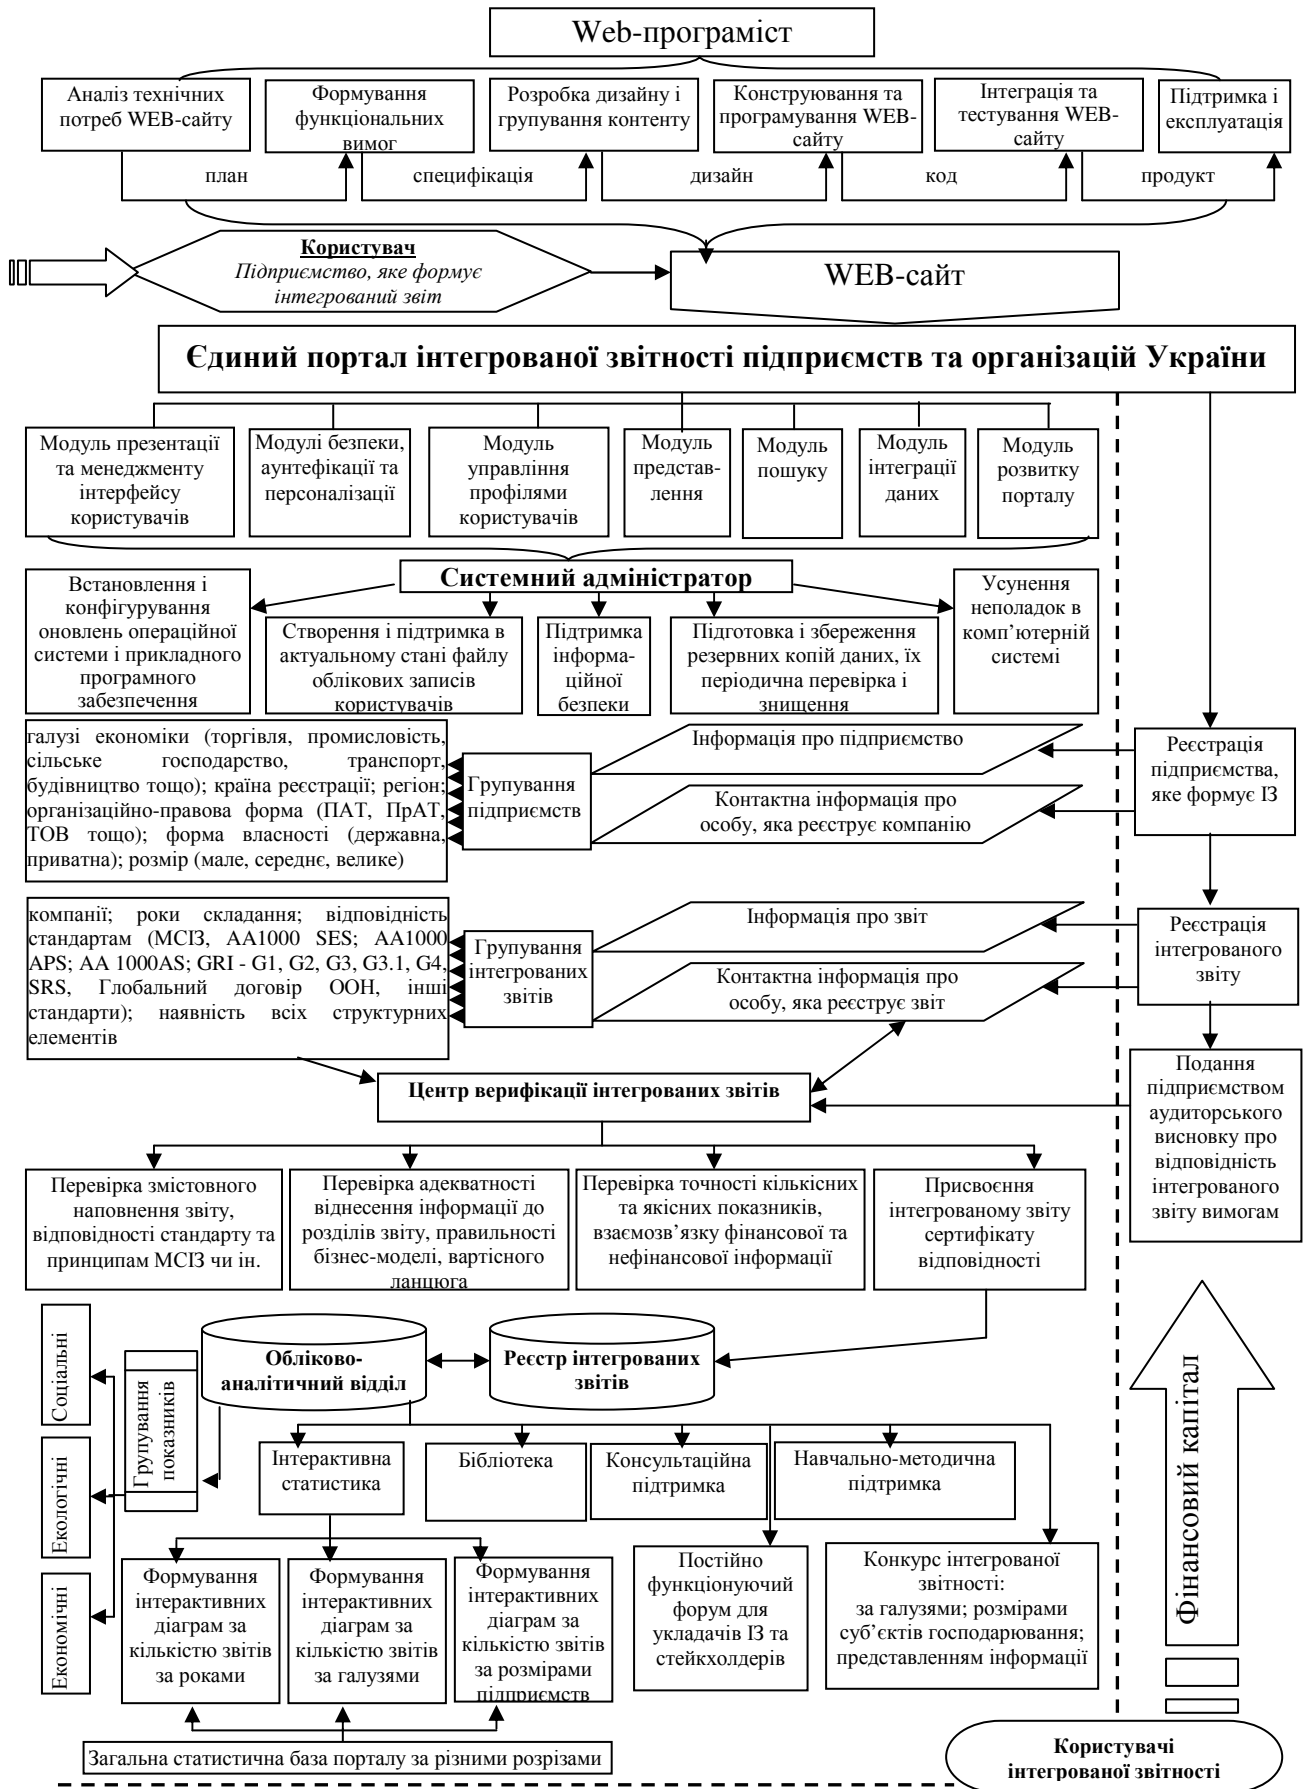 Web-програміст
Аналіз технічних
потреб WEB-сайту
Формування
функціональних
вимог
Розробка дизайну і
групування контенту
Конструювання та
програмування WEB-
сайту
Інтеграція та
тестування WEB-
сайту
Підтримка і
експлуатація
план
специфікація
дизайн
код
продукт
Користувач
Підприємство, яке формує
інтегрований звіт
WEB-сайт
Єдиний портал інтегрованої звітності підприємств та організацій України
Модуль презентації
та менеджменту
інтерфейсу
користувачів
Модулі безпеки,
аунтефікації та
персоналізації
Модуль
управління
профілями
користувачів
Модуль
представ-
лення
Модуль
пошуку
Модуль
інтеграції
даних
Модуль
розвитку
порталу
Системний адміністратор
Встановлення і
конфігурування
оновлень операційної
системи і прикладного
програмного
забезпечення
Створення і підтримка в
актуальному стані файлу
облікових записів
користувачів
Підтримка
інформа-
ційної
безпеки
Підготовка і збереження
резервних копій даних, їх
періодична перевірка і
знищення
Усунення
неполадок в
комп’ютерній
системі
галузі економіки (торгівля, промисловість,
сільське господарство, транспорт,
будівництво тощо); країна реєстрації; регіон;
організаційно-правова форма (ПАТ, ПрАТ,
ТОВ тощо); форма власності (державна,
приватна); розмір (мале, середнє, велике)
Групування
підприємств
Інформація про підприємство
Контактна інформація про
особу, яка реєструє компанію
Реєстрація
підприємства,
яке формує ІЗ
компанії; роки складання; відповідність
стандартам (МСІЗ, AA1000 SES; AA1000
APS; AA 1000AS; GRI - G1, G2, G3, G3.1, G4,
SRS, Глобальний договір ООН, інші
стандарти); наявність всіх структурних
елементів
Групування
інтегрованих
звітів
Інформація про звіт
Контактна інформація про
особу, яка реєструє звіт
Реєстрація
інтегрованого
звіту
Центр верифікації інтегрованих звітів
Подання
підприємством
аудиторського
висновку про
відповідність
інтегрованого
звіту вимогам
Перевірка змістовного
наповнення звіту,
відповідності стандарту та
принципам МСІЗ чи ін.
Перевірка адекватності
віднесення інформації до
розділів звіту, правильності
бізнес-моделі, вартісного
ланцюга
Перевірка точності кількісних
та якісних показників,
взаємозв’язку фінансової та
нефінансової інформації
Присвоєння
інтегрованому звіту
сертифікату
відповідності
Соціальні
Екологічні
Економічні
Групування
показників
Обліково-
аналітичний відділ
Реєстр інтегрованих
звітів
Інтерактивна
статистика
Бібліотека
Консультаційна
підтримка
Навчально-методична
підтримка
Формування
інтерактивних
діаграм за
кількістю звітів
за роками
Формування
інтерактивних
діаграм за
кількістю звітів
за галузями
Формування
інтерактивних
діаграм за
кількістю звітів
за розмірами
підприємств
Постійно
функціонуючий
форум для
укладачів ІЗ та
стейкхолдерів
Конкурс інтегрованої
звітності:
за галузями; розмірами
суб’єктів господарювання;
представленням інформації
Фінансовий капітал
Загальна статистична база порталу за різними розрізами
Користувачі
інтегрованої звітності